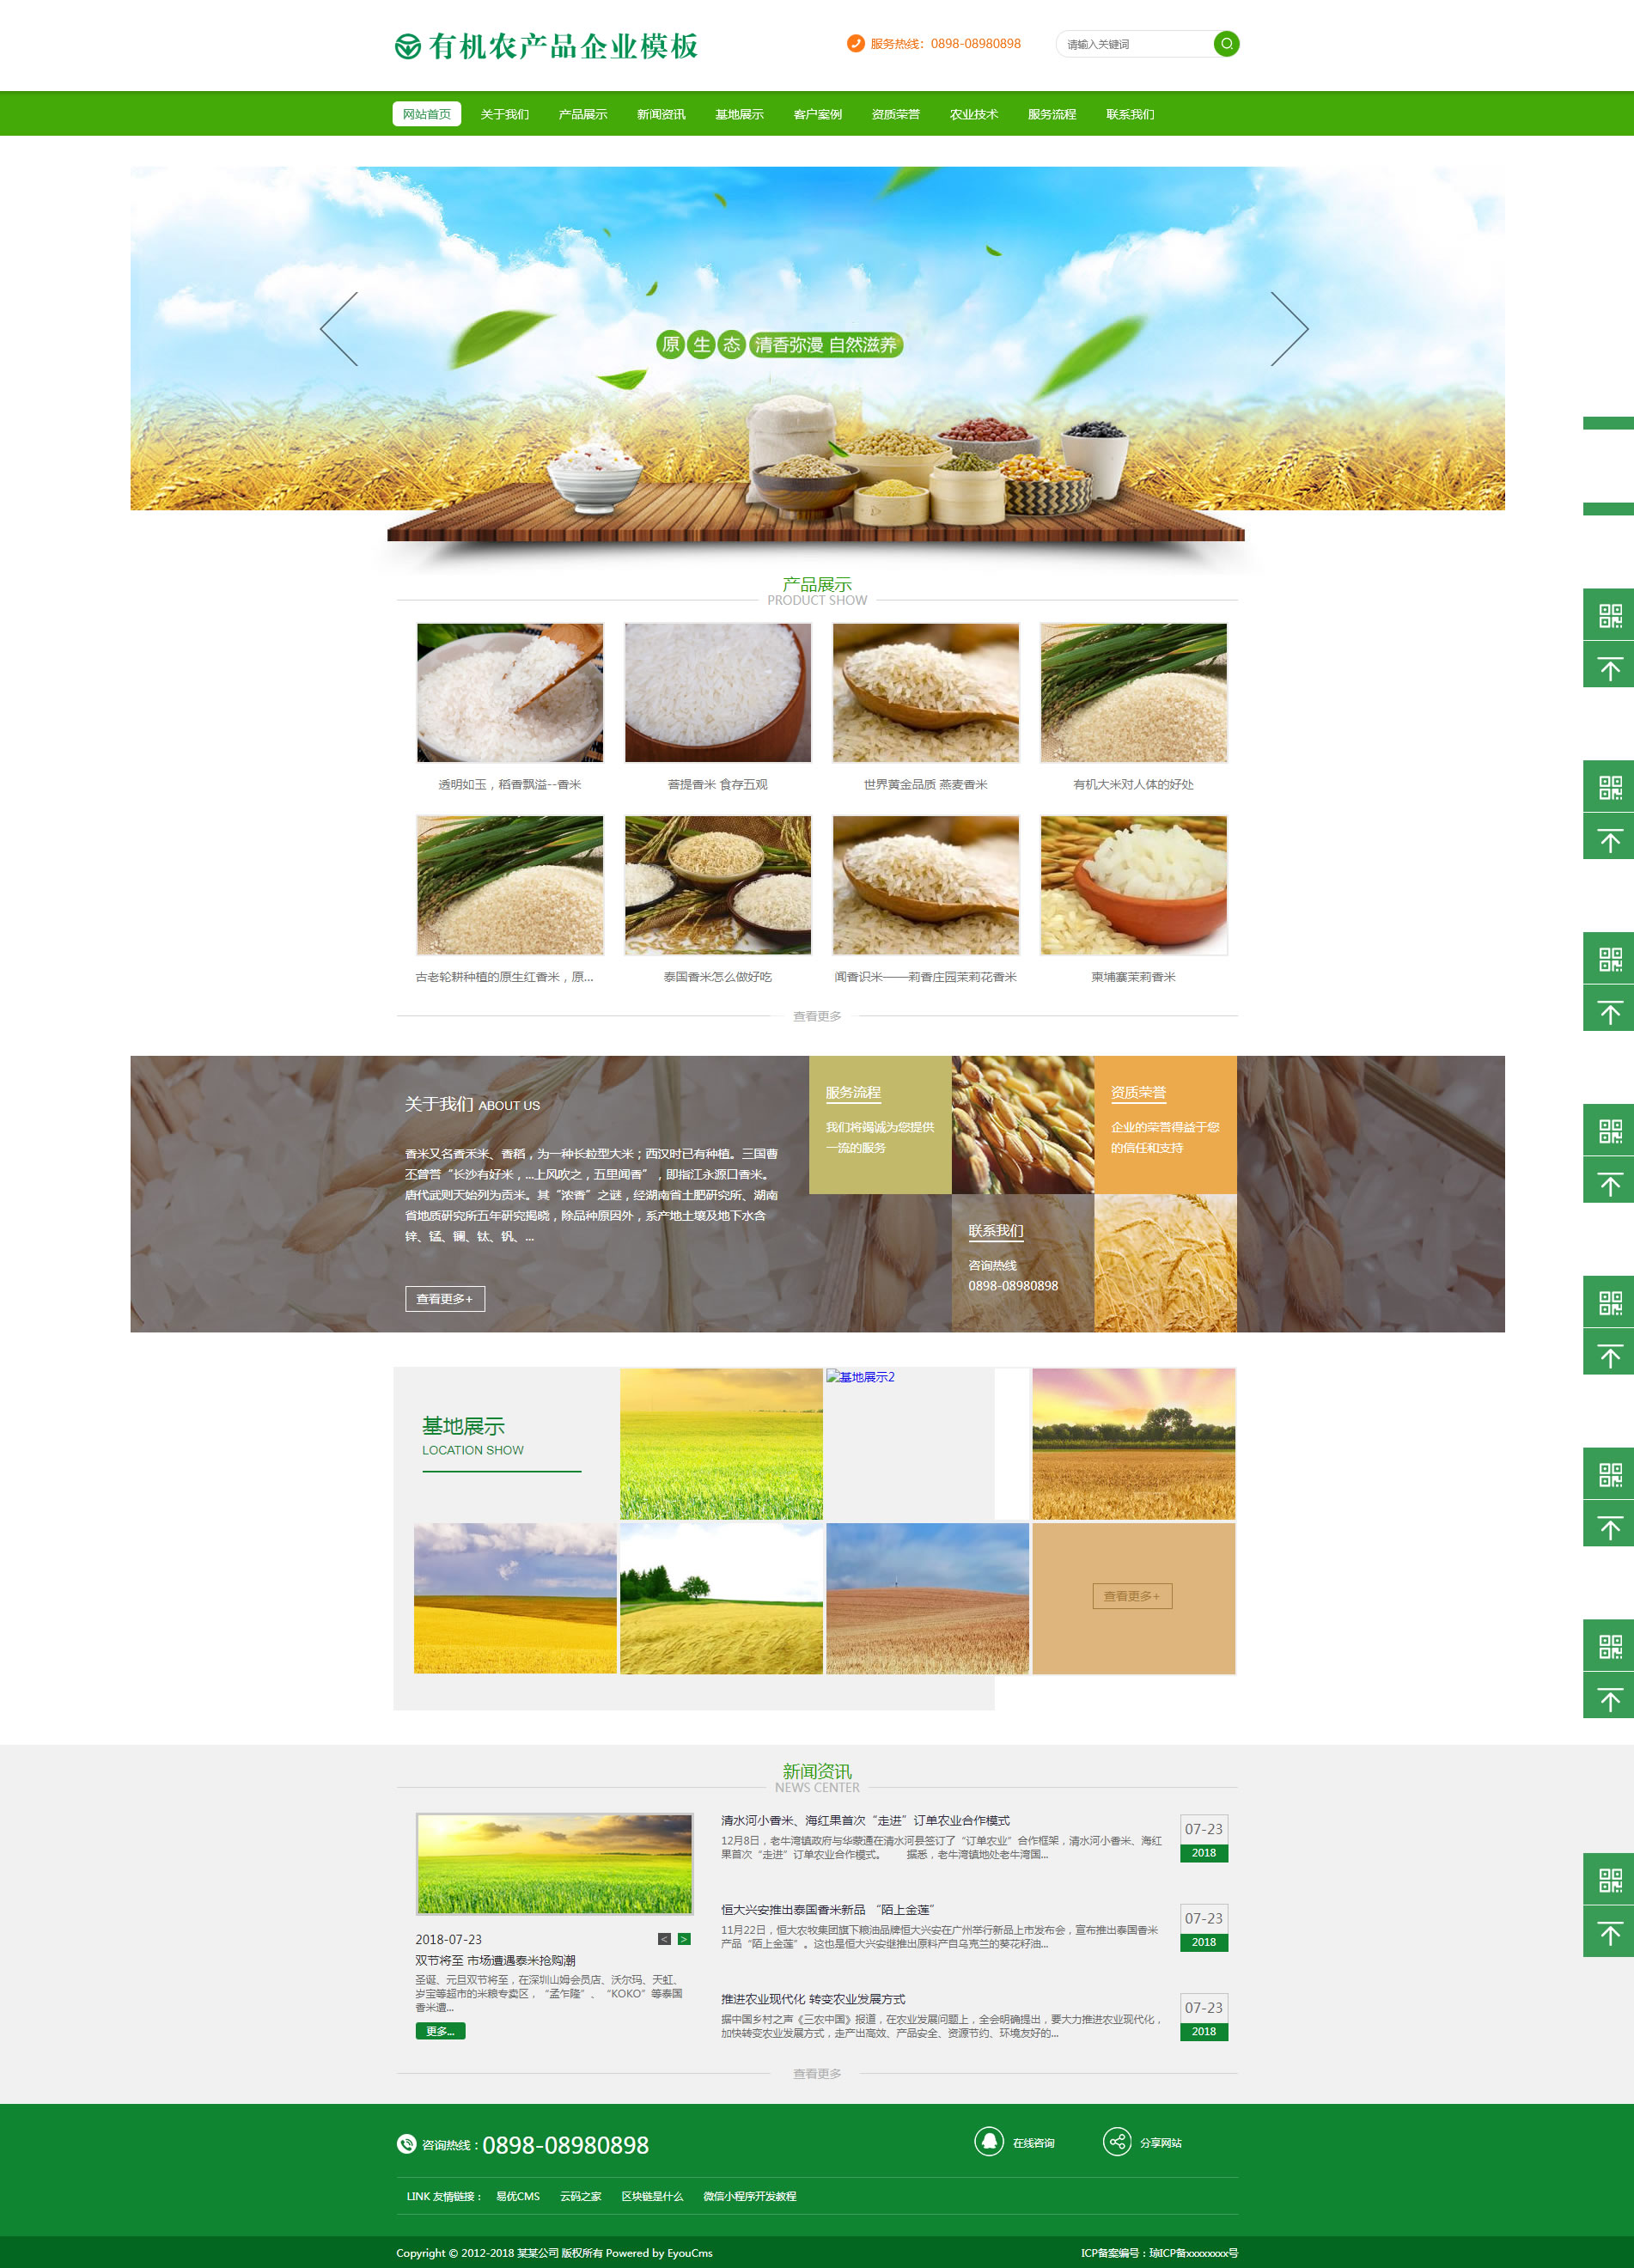 有机农产品企业模板
服务热线：0898-08980898
请输入关键词
网站首页 关于我们 产品展示 新闻资讯 基地展示 客户案例 资质荣誉 农业技术 服务流程 联系我们
原生态 清香弥漫 自然滋养
产品展示
PRODUCT SHOW
透明如玉，稻香飘溢--香米
菩提香米 食存五观
世界黄金品质 燕麦香米
有机大米对人体的好处
古老轮耕种植的原生红香米，原...
泰国香米怎么做好吃
闻香识米——莉香庄园茉莉花香米
柬埔寨茉莉香米
查看更多
关于我们 ABOUT US
香米又名香禾米、香稻，为一种长粒型大米；西汉时已有种植。三国曹
丕曾答“长沙有好米，...上风吹之，五里闻香”，即指江永源口香米。
唐代武则天始列为贡米。其“浓香”之谜，经湖南省土肥研究所、湖南
省地质研究所五年研究揭晓，除品种原因外，系产地土壤及地下水含
锌、锰、镧、钛、钒、...
查看更多+
服务流程
我们将竭诚为您提供
一流的服务
资质荣誉
企业的荣誉得益于您
的信任和支持
联系我们
咨询热线
0898-08980898
基地展示
LOCATION SHOW
基地展示2
查看更多+
新闻资讯
NEWS CENTER
2018-07-23
< >
双节将至 市场遭遇泰米抢购潮
圣诞、元旦双节将至，在深圳山姆会员店、沃尔玛、天虹、
岁宝等超市的米粮专卖区，“孟乍隆”、“KOKO”等泰国
香米遭...
更多...
清水河小香米、海红果首次“走进”订单农业合作模式
12月8日，老牛湾镇政府与华蒙通在清水河县签订了“订单农业”合作框架，清水河小香米、海红
果首次“走进”订单农业合作模式。 据悉，老牛湾镇地处老牛湾国...
07-23
2018
恒大兴安推出泰国香米新品 “陌上金莲”
11月22日，恒大农牧集团旗下粮油品牌恒大兴安在广州举行新品上市发布会，宣布推出泰国香米
产品“陌上金莲”。这也是恒大兴安继推出原料产自乌克兰的葵花籽油...
07-23
2018
推进农业现代化 转变农业发展方式
据中国乡村之声《三农中国》报道，在农业发展问题上，全会明确提出，要大力推进农业现代化，
加快转变农业发展方式，走产出高效、产品安全、资源节约、环境友好的...
07-23
2018
查看更多
咨询热线：0898-08980898
在线咨询
分享网站
LINK 友情链接： 易优CMS 云码之家 区块链是什么 微信小程序开发教程
Copyright © 2012-2018 某某公司 版权所有 Powered by EyouCms
ICP备案编号：琼ICP备xxxxxxxx号